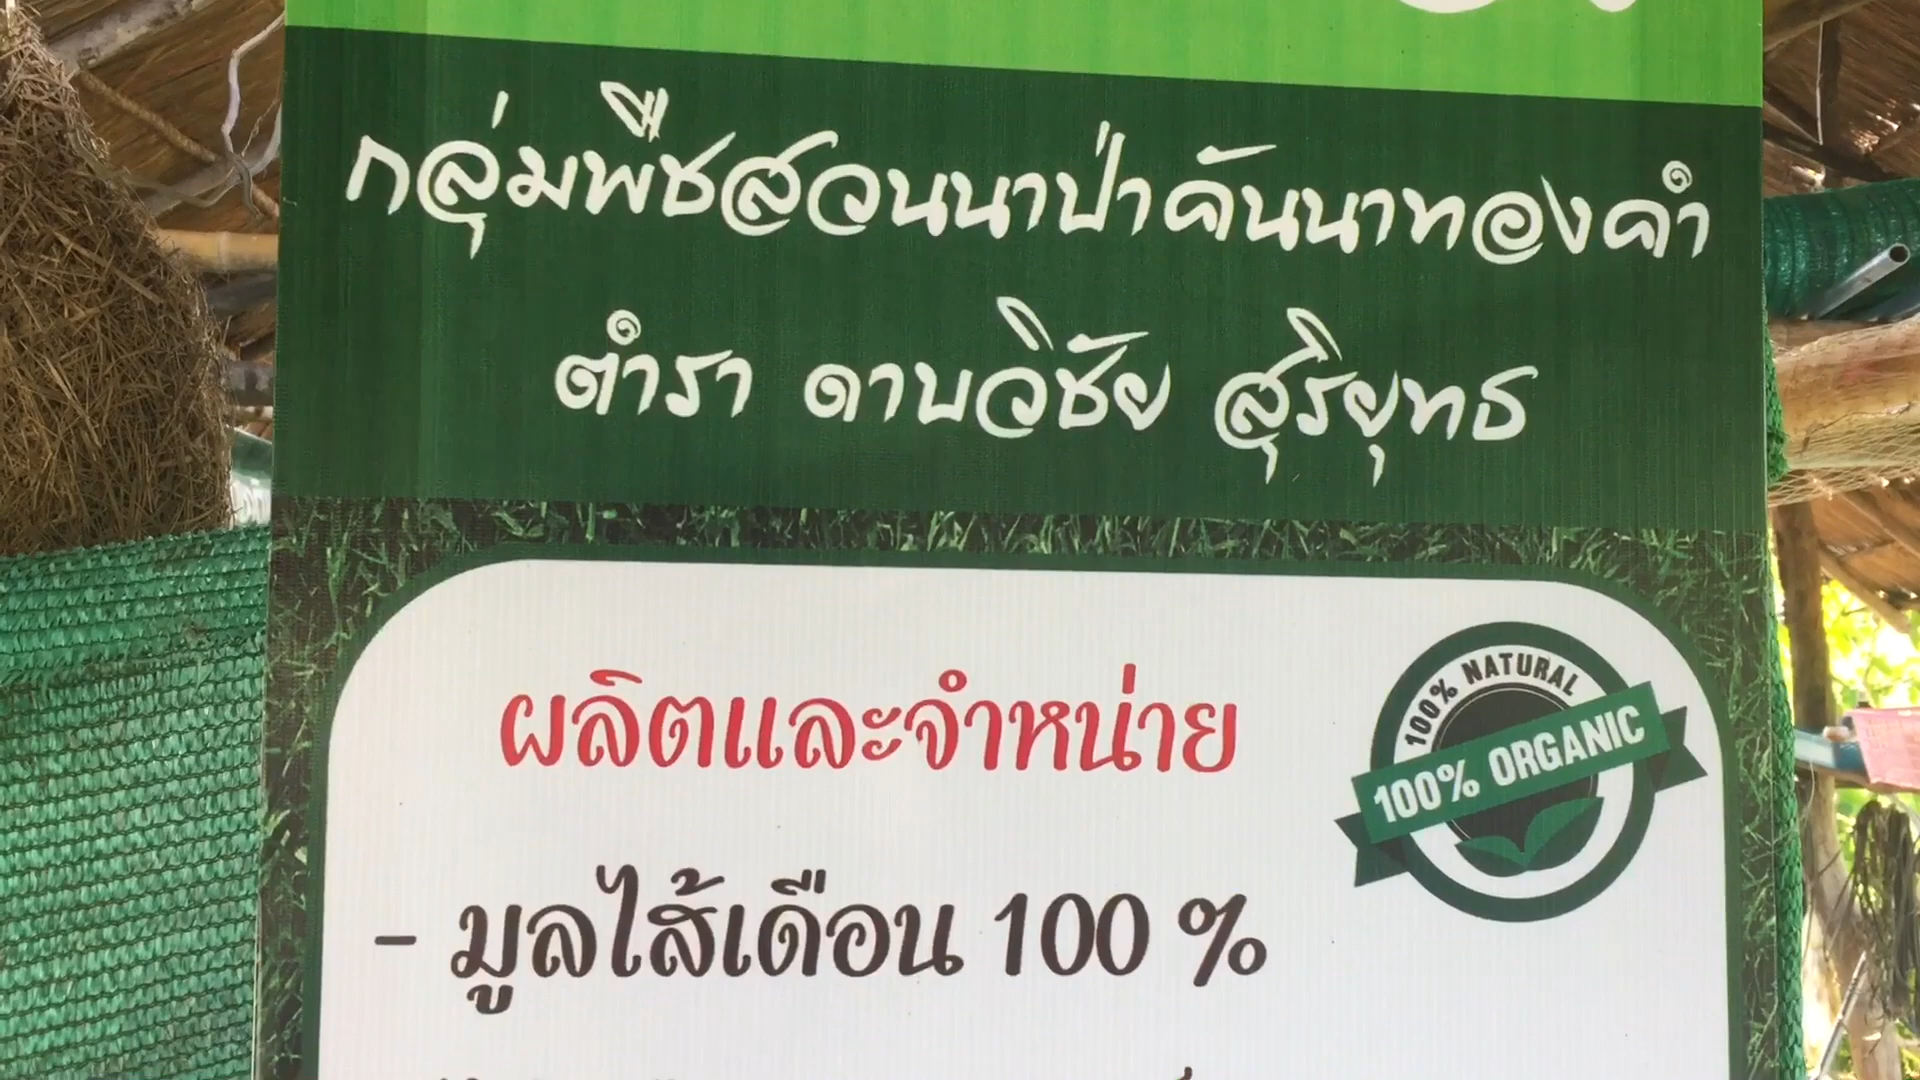 กลุ่มพืชสวนนาป่าคันนาทองคำ
ตำรา ดาบวิชัย สุริยุทธ
ผลิตและจำหน่าย
100% NATURAL
100% ORGANIC
- มูลไส้เดือน 100 %